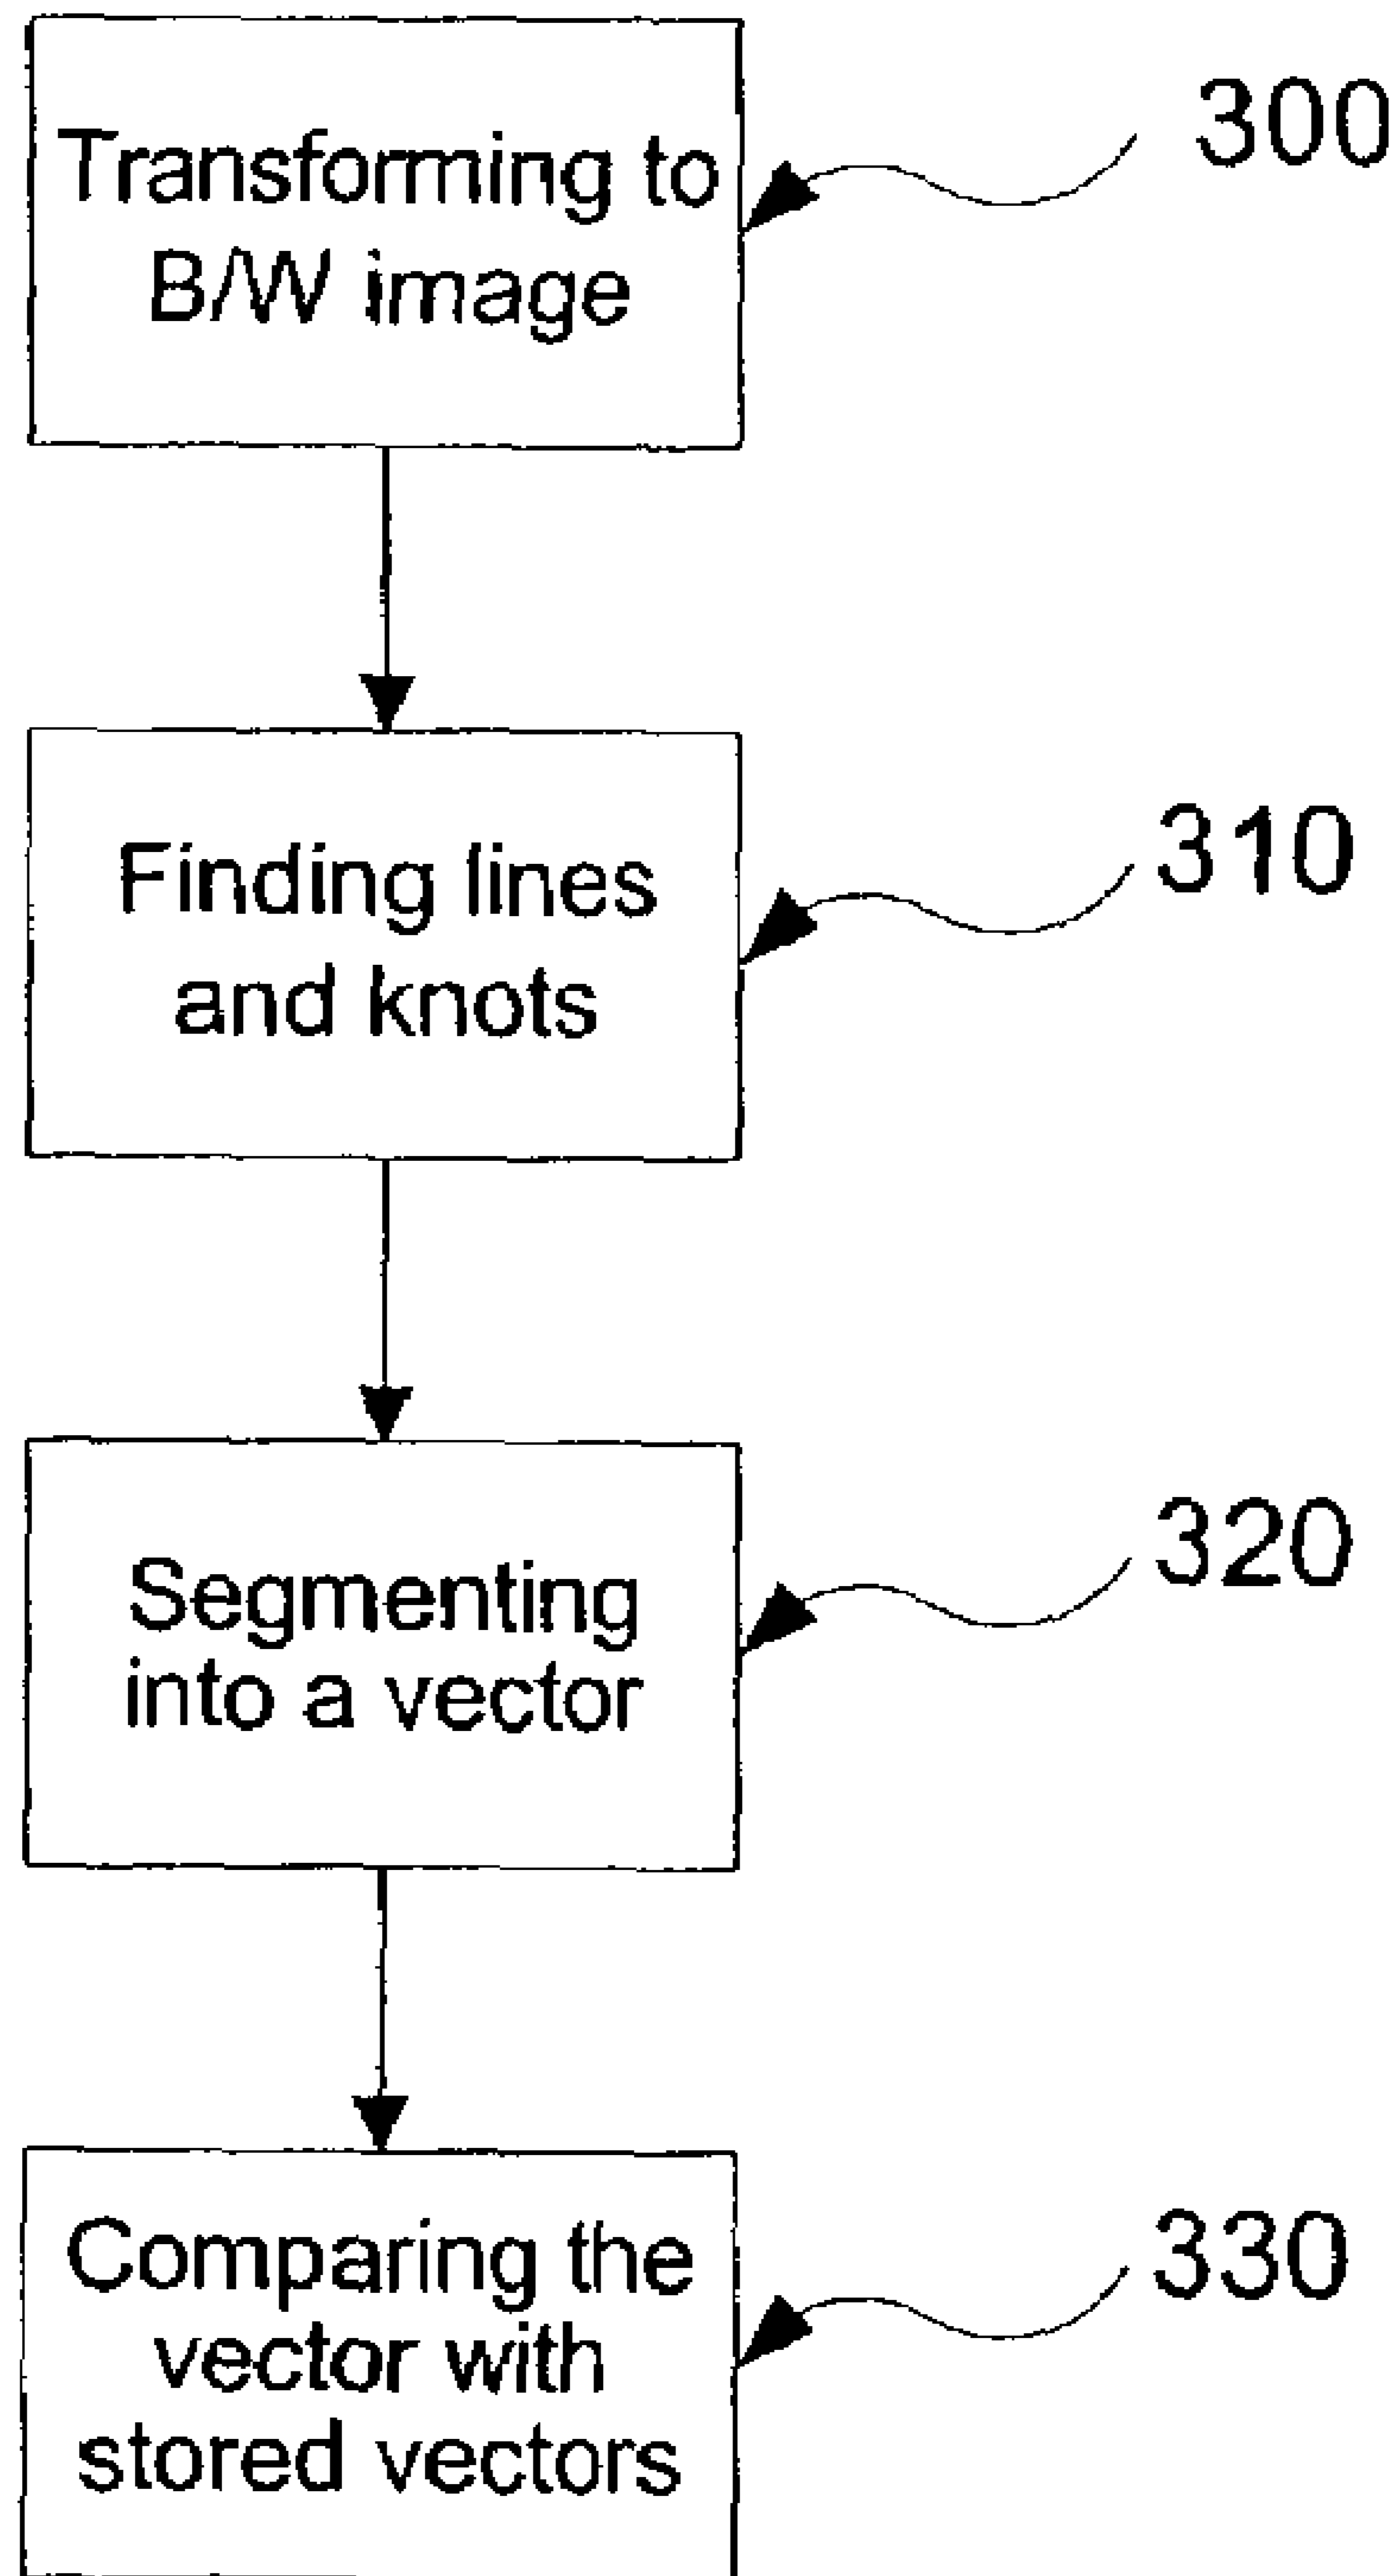 Transforming to
B/W image
300
Finding lines
and knots
310
Segmenting
into a vector
320
Comparing the
vector with
stored vectors
330